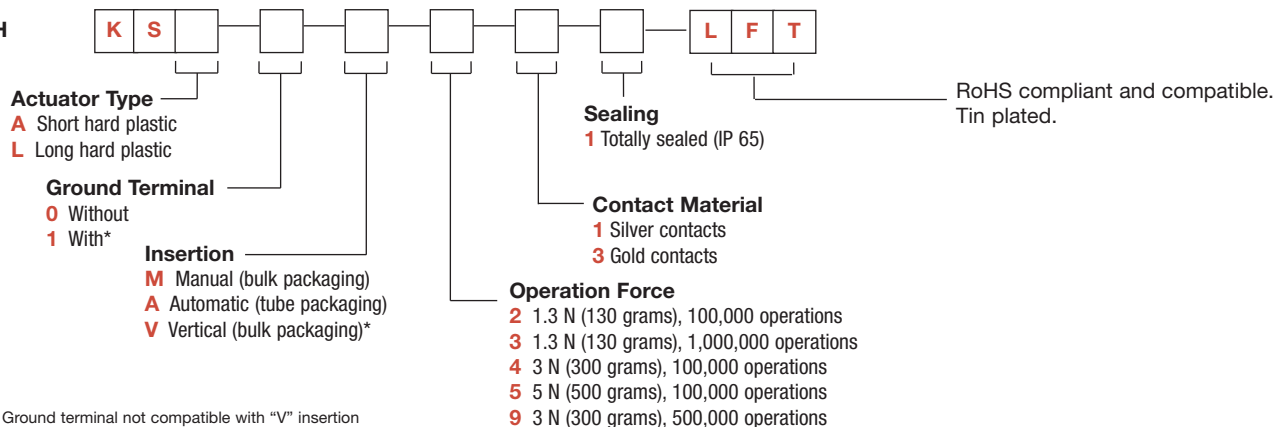 H
K S
L F T
RoHS compliant and compatible.
Tin plated.
Actuator Type
A Short hard plastic
L Long hard plastic
Ground Terminal
0 Without
1 With*
Insertion
M Manual (bulk packaging)
A Automatic (tube packaging)
V Vertical (bulk packaging)*
Operation Force
2 1.3 N (130 grams), 100,000 operations
3 1.3 N (130 grams), 1,000,000 operations
4 3 N (300 grams), 100,000 operations
5 5 N (500 grams), 100,000 operations
9 3 N (300 grams), 500,000 operations
Contact Material
1 Silver contacts
3 Gold contacts
Sealing
1 Totally sealed (IP 65)
Ground terminal not compatible with “V” insertion